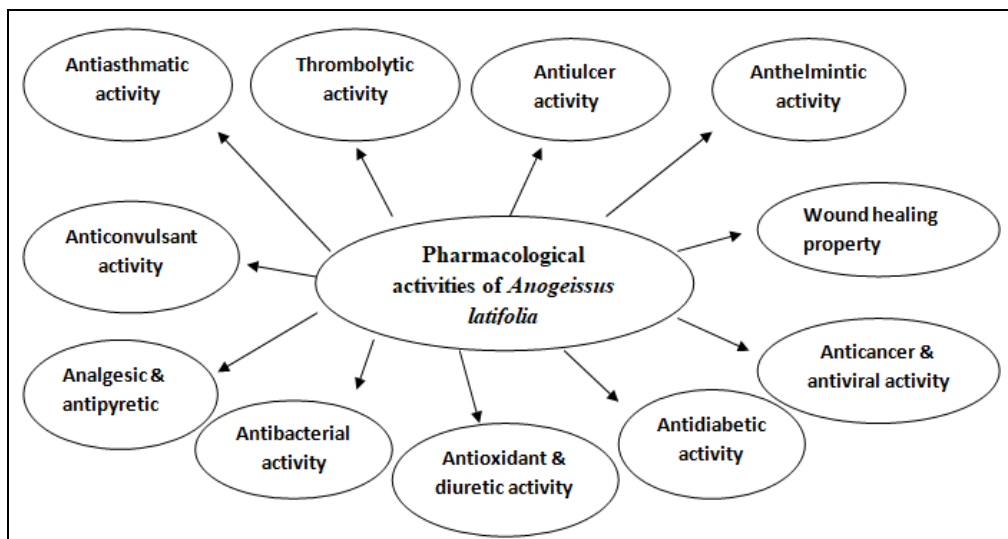 Antiasthmatic
activity
Thrombolytic
activity
Antiulcer
activity
Anthelmintic
activity
Anticonvulsant
activity
Pharmacological
activities of Anogeissus
latifolia
Wound healing
property
Analgesic &
antipyretic
Antibacterial
activity
Antioxidant &
diuretic activity
Antidiabetic
activity
Anticancer &
antiviral activity